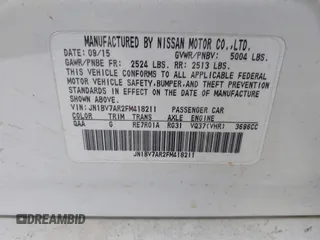 MANUFACTURED BY NISSAN MOTOR CO.,LTD.
DATE: 09/15 GVWR/PNBV: 5004 LBS.
GAWR/PNBE FR: 2524 LBS. RR: 2513 LBS.
THIS VEHICLE CONFORMS TO ALL APPLICABLE FEDERAL
MOTOR VEHICLE SAFETY, BUMPER, AND THEFT PREVENTION
STANDARDS IN EFFECT ON THE DATE OF MANUFACTURE
SHOWN ABOVE.
JN1BV7AR2FM418211 PASSENGER CAR
COLOR TRIM TRANS AXLE ENGINE
QAA G RE7R01A RG31 VQ37(VHR) 3696CC
JN1BV7AR2FM418211
DREAMBID